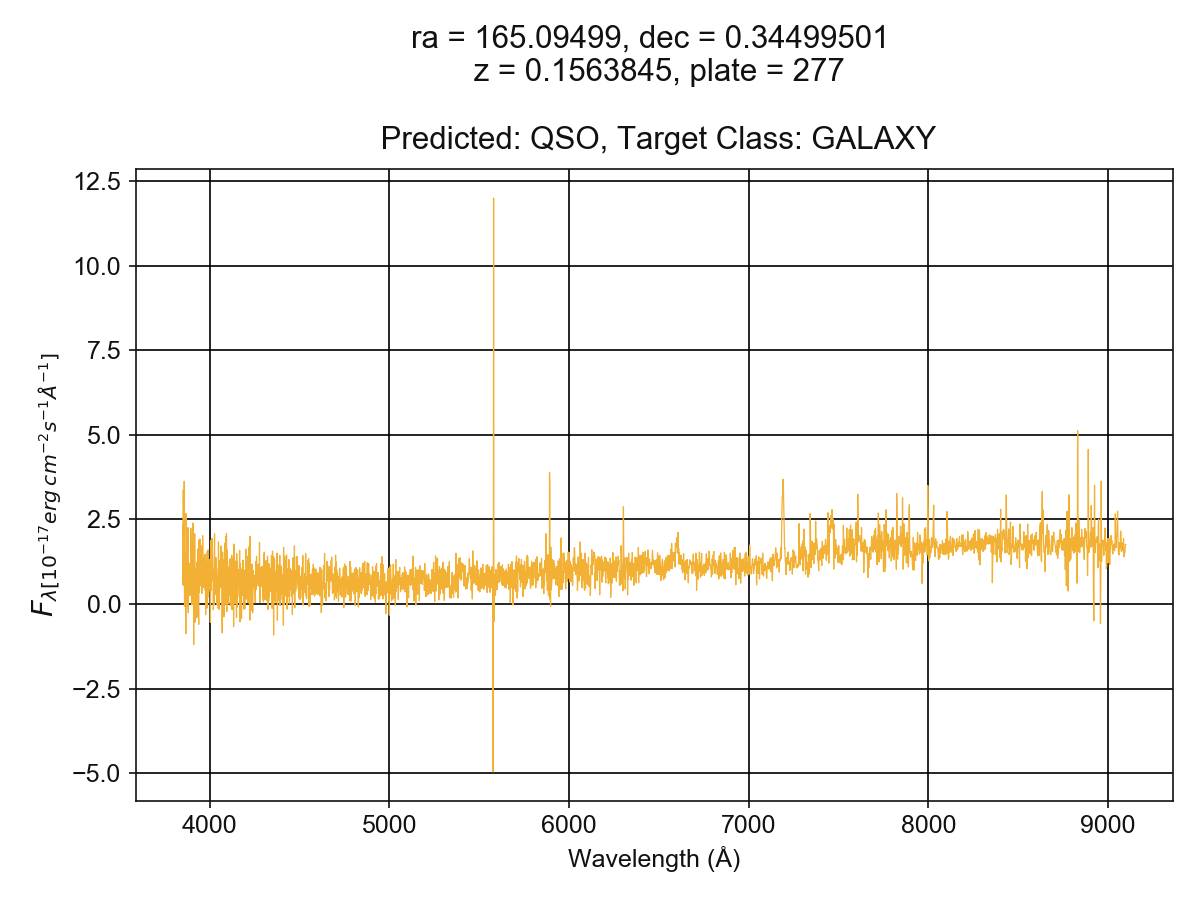 ra = 165.09499, dec = 0.34499501
z = 0.1563845, plate = 277
Predicted: QSO, Target Class: GALAXY
12.5
10.0
7.5
5.0
2.5
0.0
−2.5
−5.0
F_{λ[10^{−17}erg cm^{−2}s^{−1}Å^{−1}]}
4000 5000 6000 7000 8000 9000
Wavelength (Å)